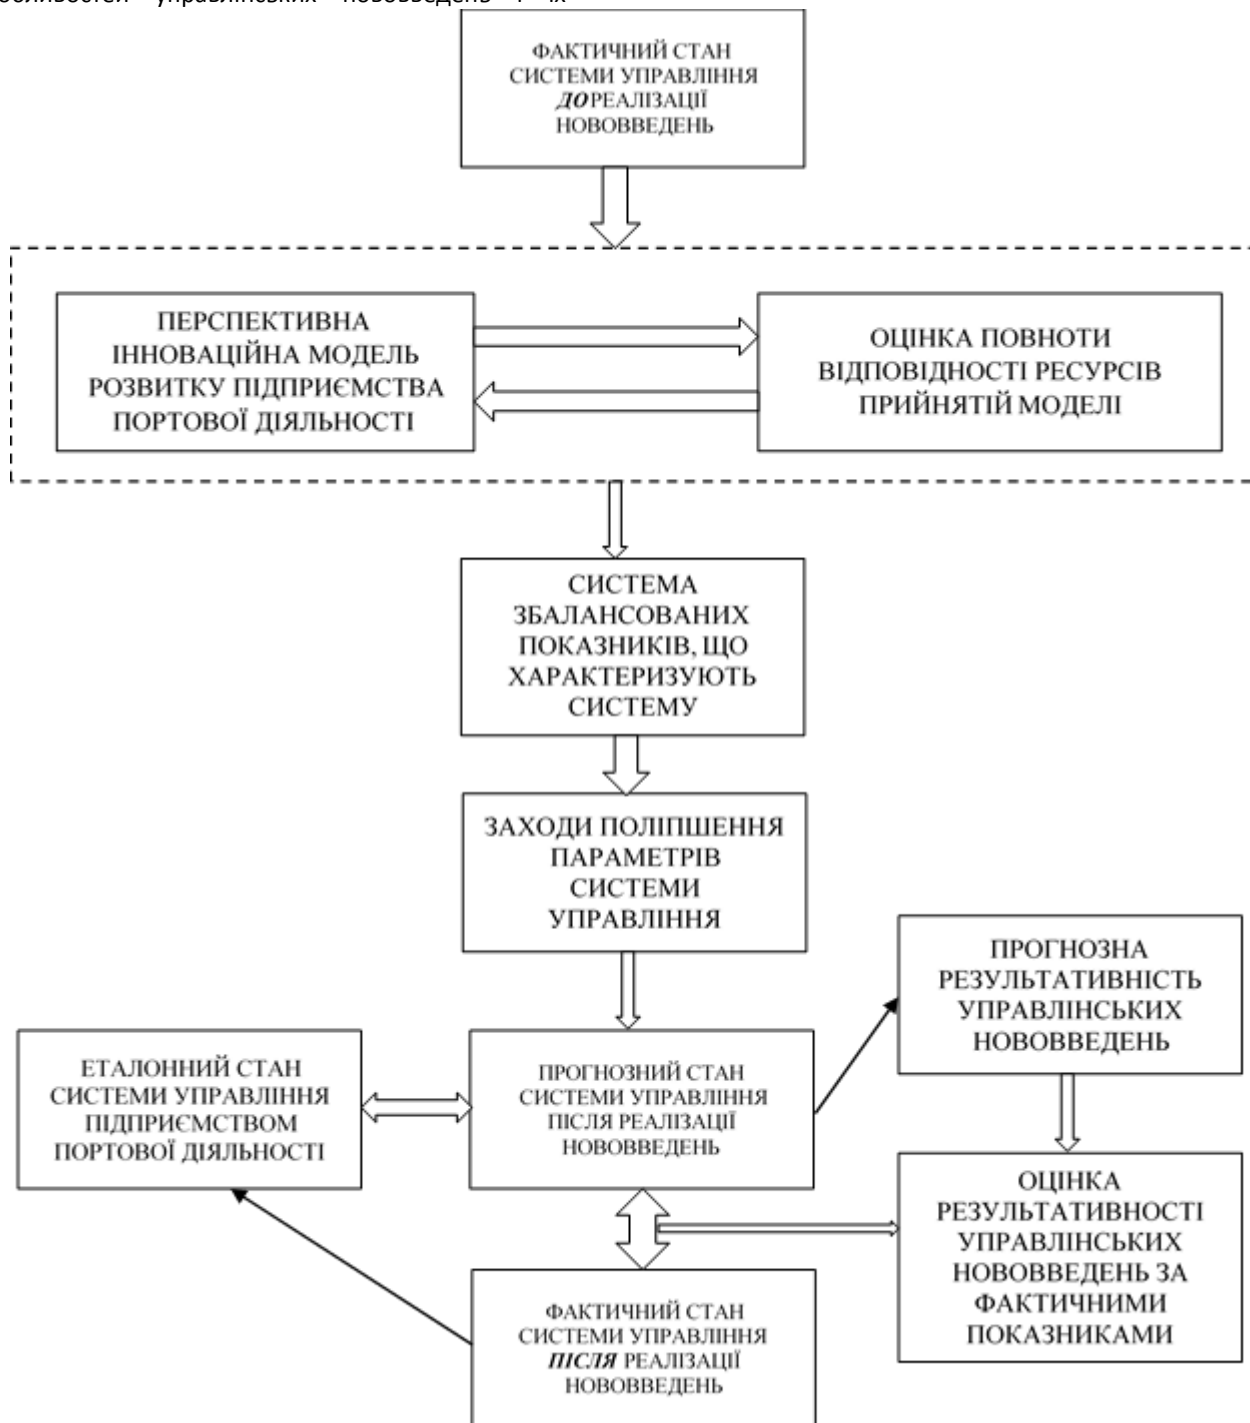 управлінських нововведень і їх
ФАКТИЧНИЙ СТАН
СИСТЕМИ УПРАВЛІННЯ
ДО РЕАЛІЗАЦІЇ
НОВОВВЕДЕНЬ
ПЕРСПЕКТИВНА
ІННОВАЦІЙНА МОДЕЛЬ
РОЗВИТКУ ПІДПРИЄМСТВА
ПОРТОВОЇ ДІЯЛЬНОСТІ
ОЦІНКА ПОВНОТИ
ВІДПОВІДНОСТІ РЕСУРСІВ
ПРИЙНЯТІЙ МОДЕЛІ
СИСТЕМА
ЗБАЛАНСОВАНИХ
ПОКАЗНИКІВ, ЩО
ХАРАКТЕРИЗУЮТЬ
СИСТЕМУ
ЗАХОДИ ПОЛІПШЕННЯ
ПАРАМЕТРІВ
СИСТЕМИ
УПРАВЛІННЯ
ПРОГНОЗНА
РЕЗУЛЬТАТИВНІСТЬ
УПРАВЛІНСЬКИХ
НОВОВВЕДЕНЬ
ЕТАЛОННИЙ СТАН
СИСТЕМИ УПРАВЛІННЯ
ПІДПРИЄМСТВОМ
ПОРТОВОЇ ДІЯЛЬНОСТІ
ПРОГНОЗНИЙ СТАН
СИСТЕМИ УПРАВЛІННЯ
ПІСЛЯ РЕАЛІЗАЦІЇ
НОВОВВЕДЕНЬ
ОЦІНКА
РЕЗУЛЬТАТИВНОСТІ
УПРАВЛІНСЬКИХ
НОВОВВЕДЕНЬ ЗА
ФАКТИЧНИМИ
ПОКАЗНИКАМИ
ФАКТИЧНИЙ СТАН
СИСТЕМИ УПРАВЛІННЯ
ПІСЛЯ РЕАЛІЗАЦІЇ
НОВОВВЕДЕНЬ